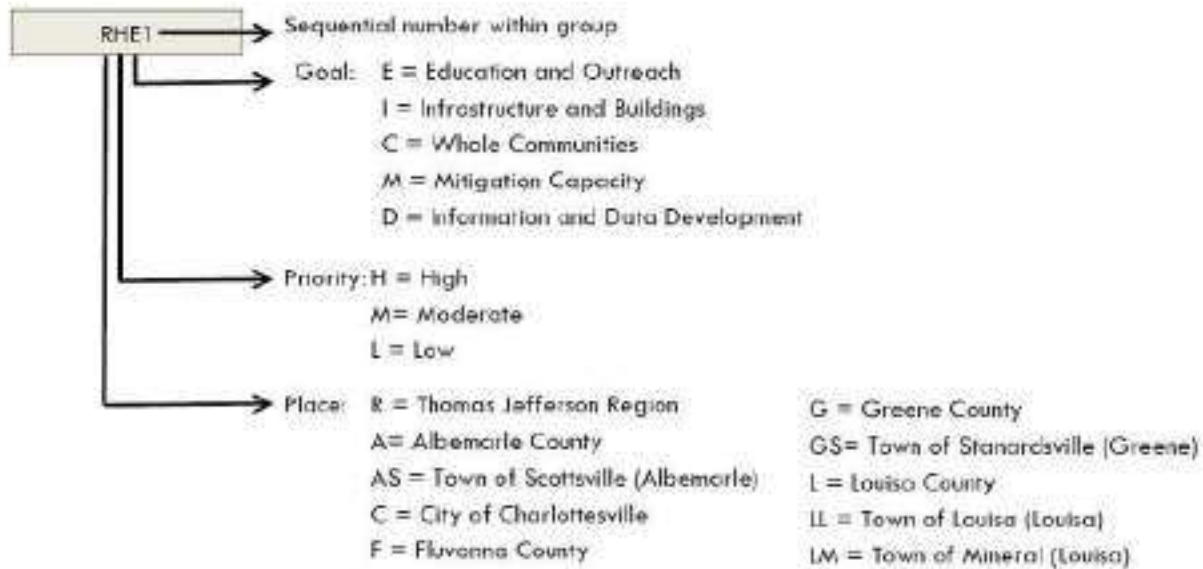 RHE1
Sequential number within group
Goal: E = Education and Outreach
I = Infrastructure and Buildings
C = Whole Communities
M = Mitigation Capacity
D = Information and Data Development
Priority: H = High
M= Moderate
L = Low
Place: R = Thomas Jefferson Region
A= Albemarle County
AS = Town of Scottsville (Albemarle)
C = City of Charlottesville
F = Fluvanna County
G = Greene County
GS= Town of Stanardsville (Greene)
L = Louisa County
LL = Town of Louisa (Louisa)
LM = Town of Mineral (Louisa)